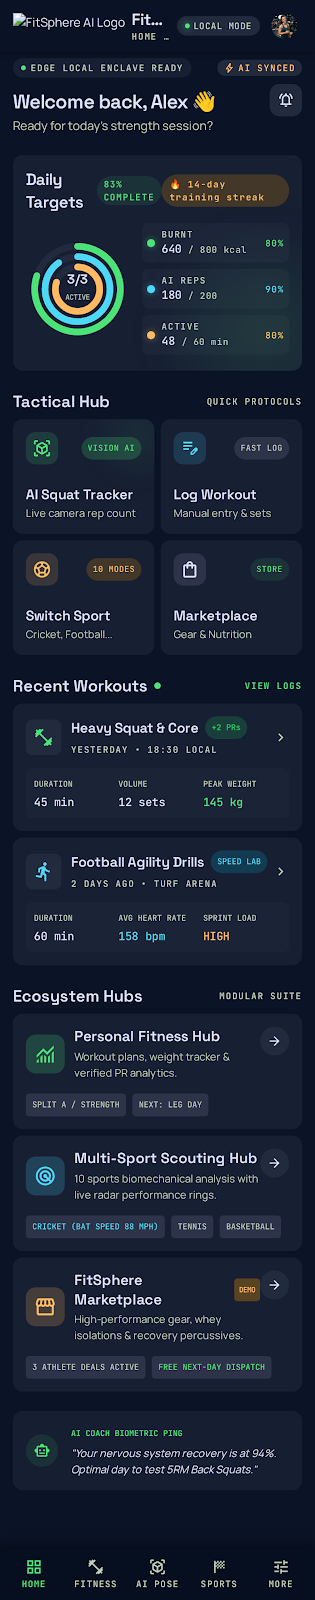 FitSphere AI Logo
Fit...
HOME …
LOCAL MODE
EDGE LOCAL ENCLAVE READY
AI SYNCED
Welcome back, Alex 👋
Ready for today's strength session?
Daily
Targets
83%
COMPLETE
🔥 14-day
training streak
3/3
ACTIVE
BURNT
640 / 800 kcal
80%
AI REPS
180 / 200
90%
ACTIVE
48 / 60 min
80%
Tactical Hub
QUICK PROTOCOLS
VISION AI
AI Squat Tracker
Live camera rep count
FAST LOG
Log Workout
Manual entry & sets
10 MODES
Switch Sport
Cricket, Football...
STORE
Marketplace
Gear & Nutrition
Recent Workouts
VIEW LOGS
Heavy Squat & Core
+2 PRs
YESTERDAY • 18:30 LOCAL
DURATION
VOLUME
PEAK WEIGHT
45 min
12 sets
145 kg
Football Agility Drills
SPEED LAB
2 DAYS AGO • TURF ARENA
DURATION
AVG HEART RATE
SPRINT LOAD
60 min
158 bpm
HIGH
Ecosystem Hubs
MODULAR SUITE
Personal Fitness Hub
Workout plans, weight tracker &
verified PR analytics.
SPLIT A / STRENGTH
NEXT: LEG DAY
Multi-Sport Scouting Hub
10 sports biomechanical analysis with
live radar performance rings.
CRICKET (BAT SPEED 88 MPH)
TENNIS
BASKETBALL
FitSphere
Marketplace
DEMO
High-performance gear, whey
isolations & recovery percussives.
3 ATHLETE DEALS ACTIVE
FREE NEXT-DAY DISPATCH
AI COACH BIOMETRIC PING
"Your nervous system recovery is at 94%.
Optimal day to test 5RM Back Squats."
HOME
FITNESS
AI POSE
SPORTS
MORE